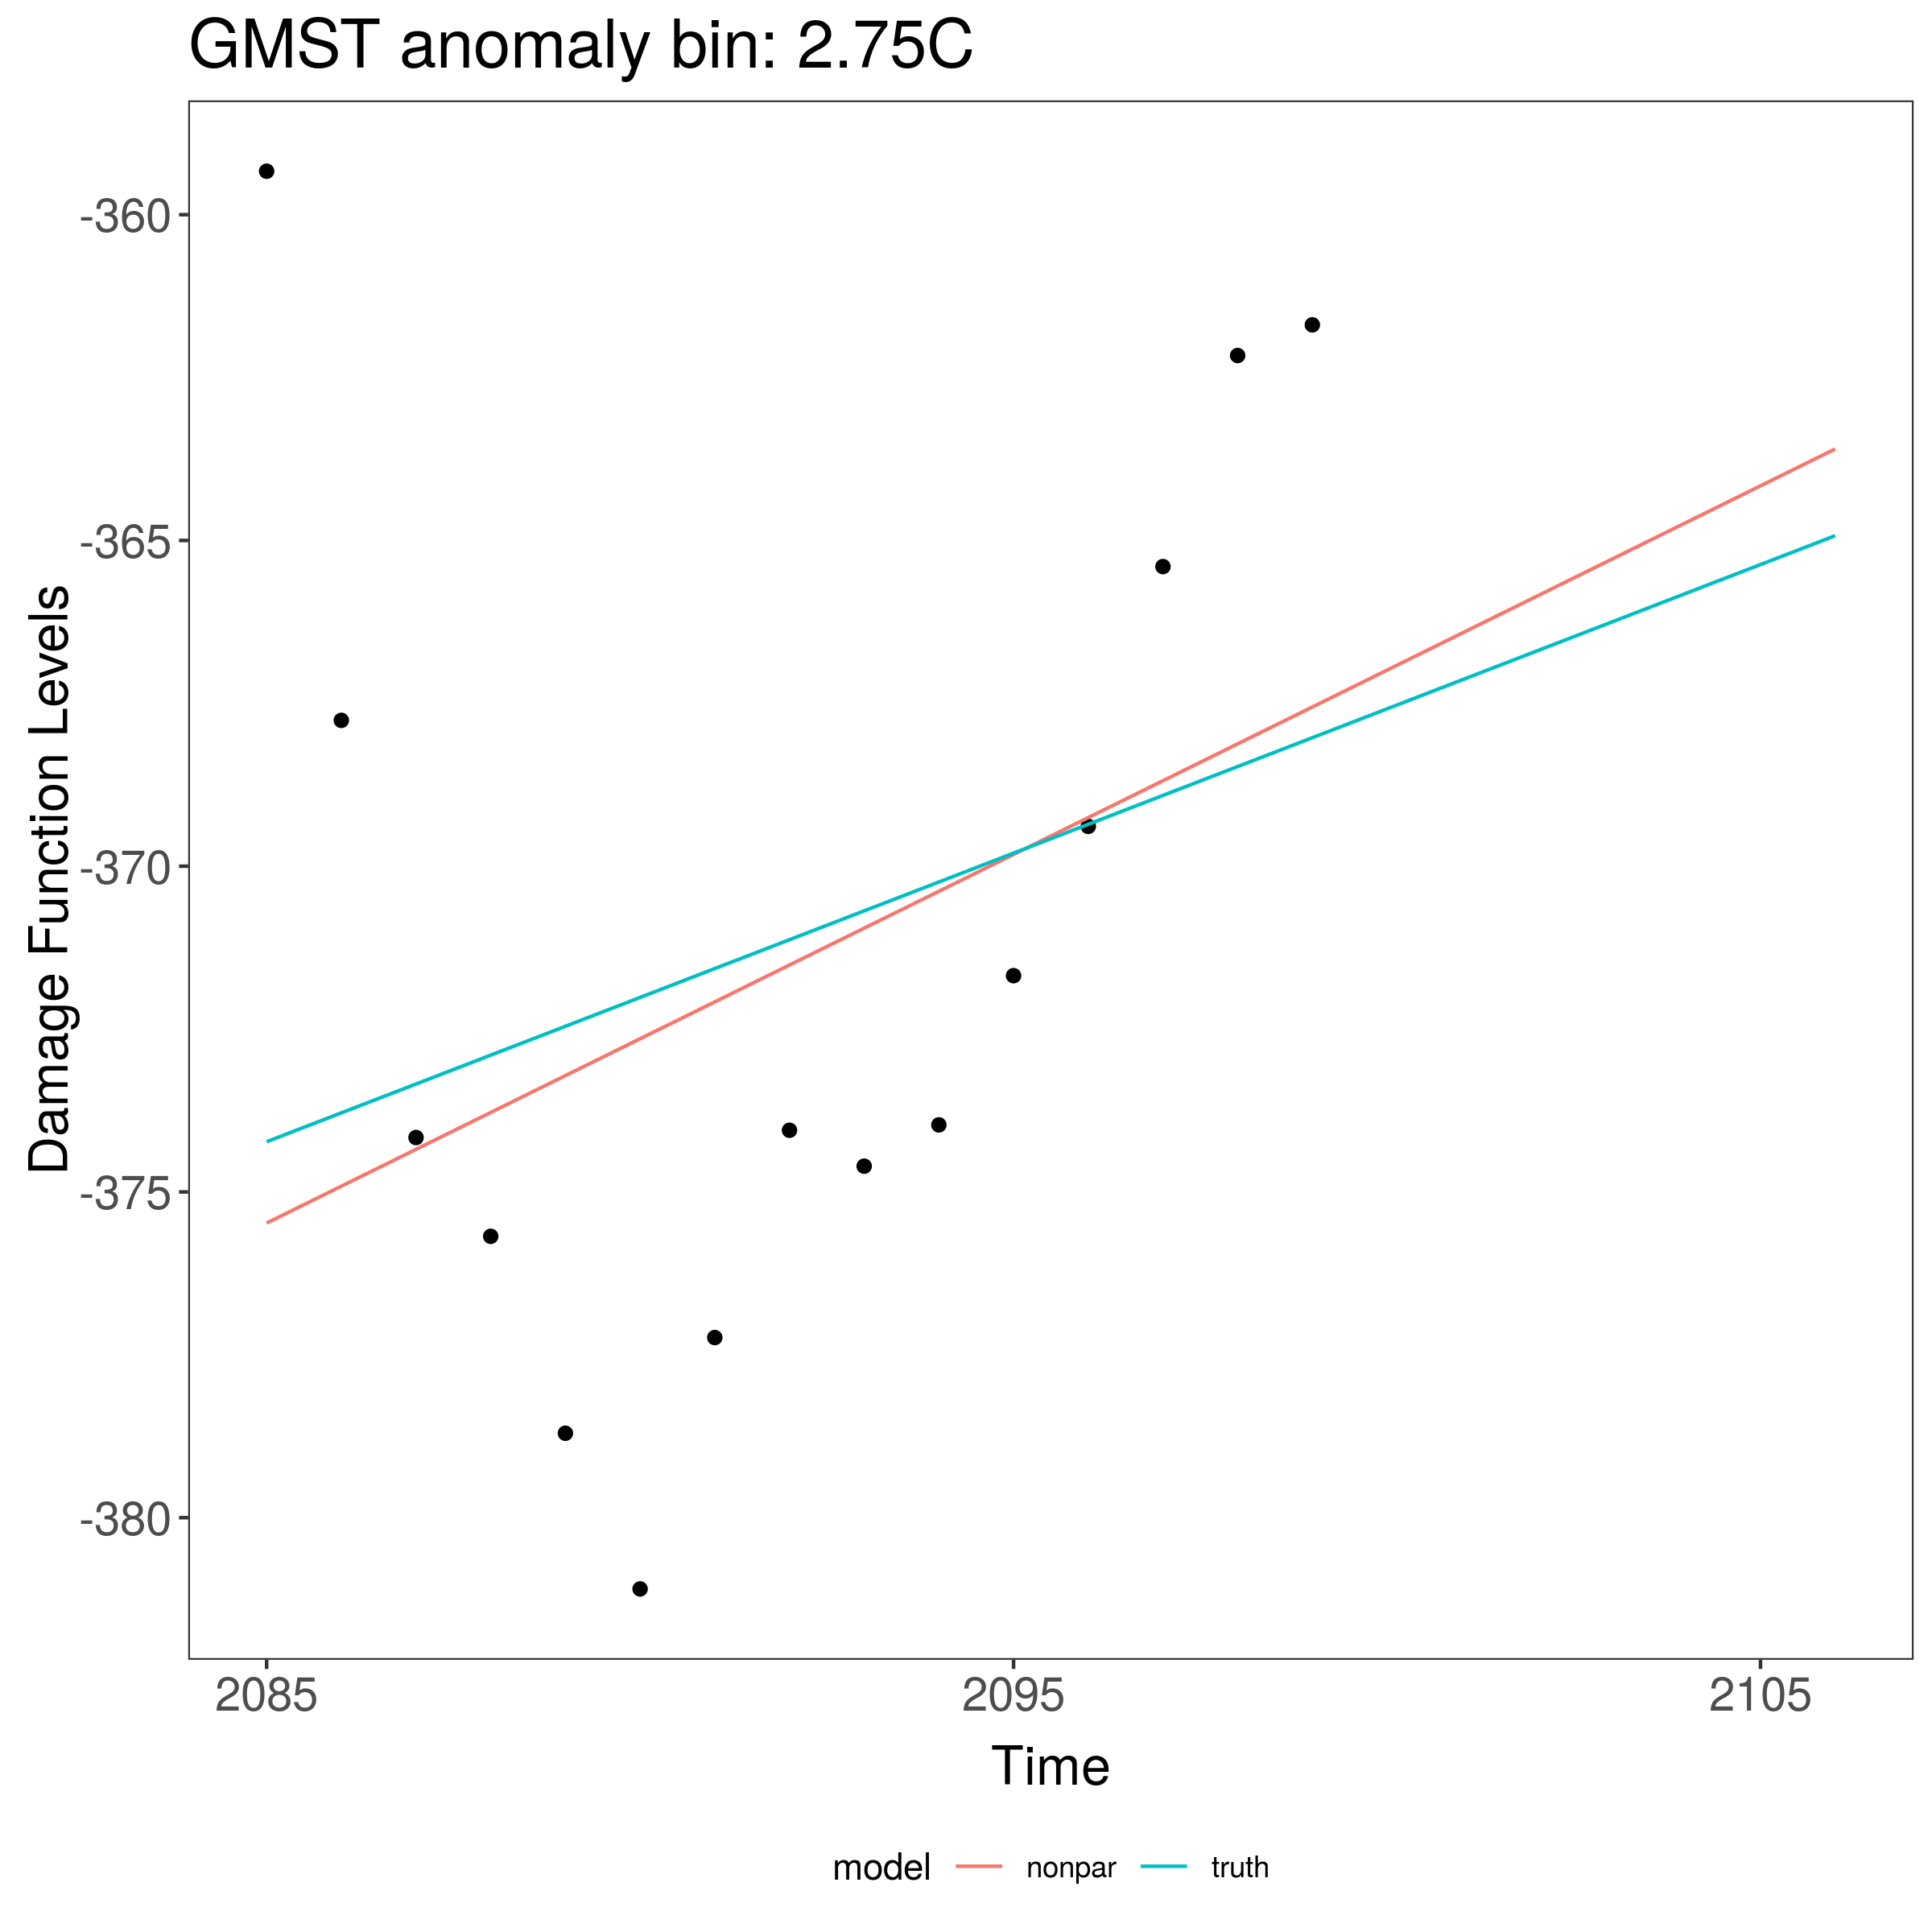 GMST anomaly bin: 2.75C
Damage Function Levels
-360
-365
-370
-375
-380
2085 2095 2105
Time
model nonpar truth